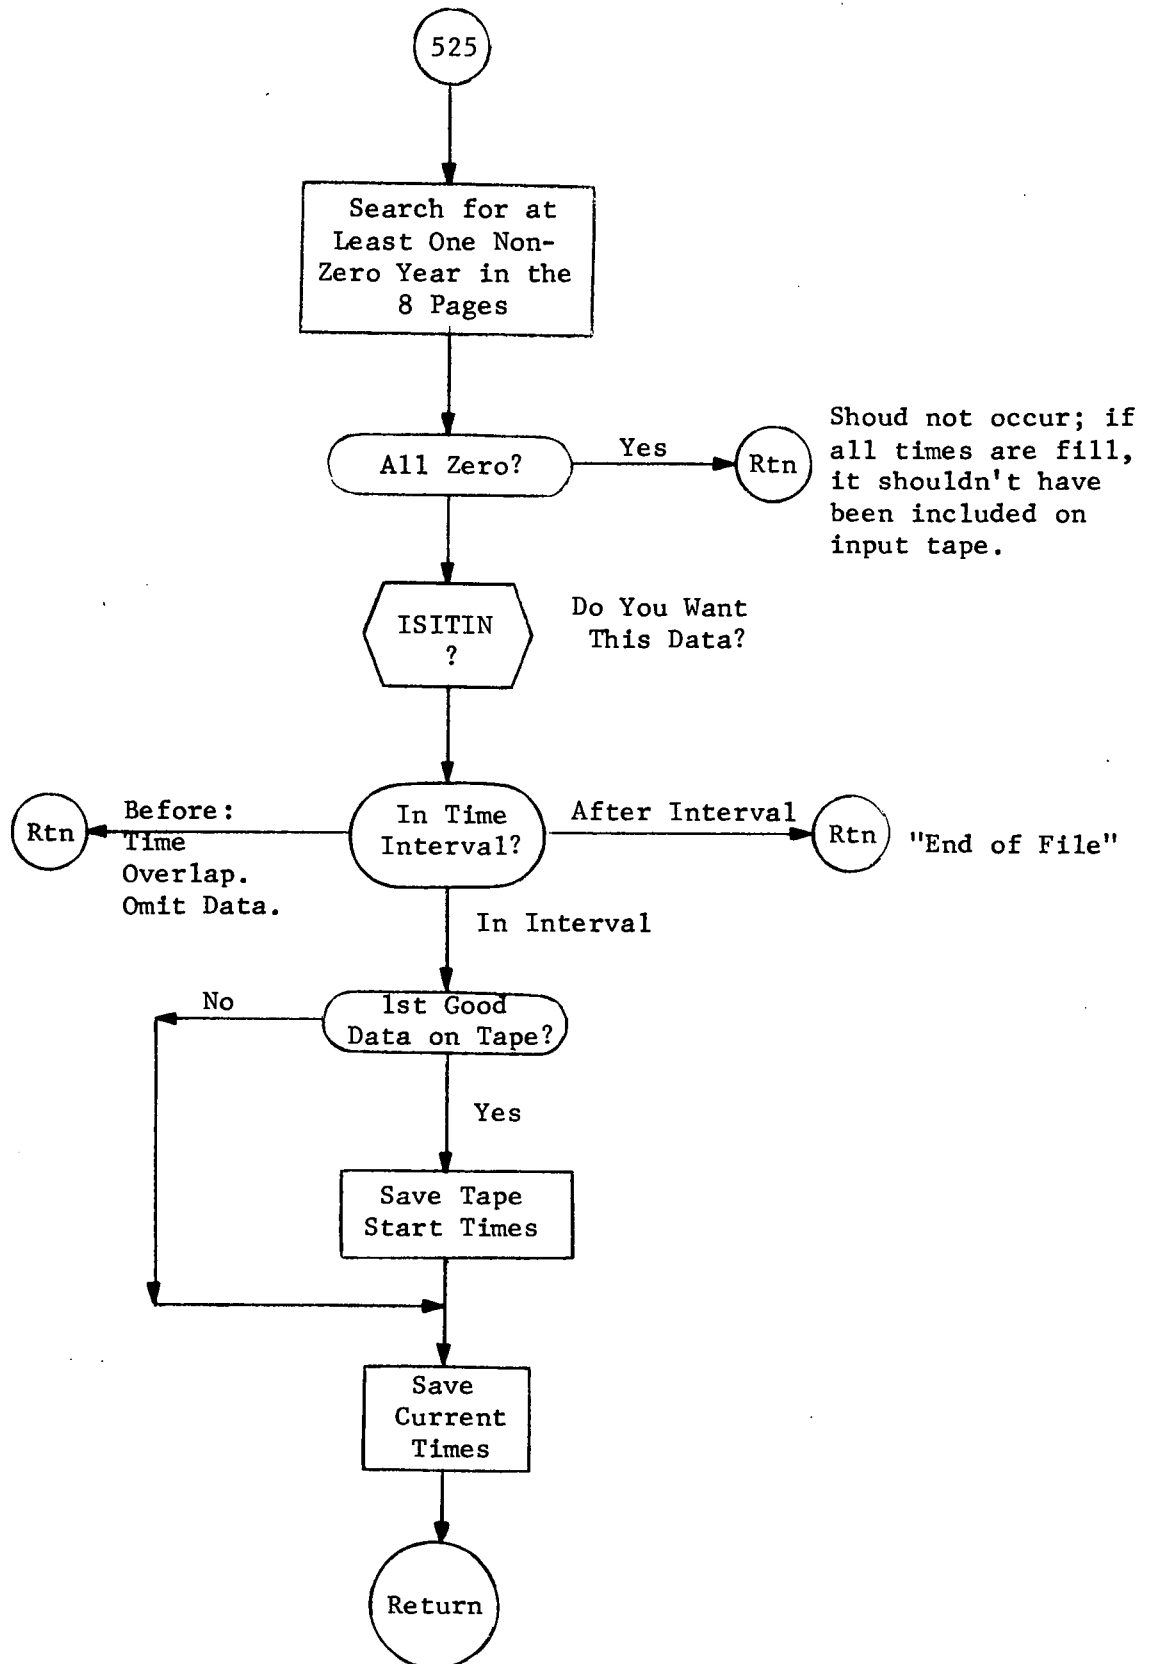 525
Search for at
Least One Non-
Zero Year in the
8 Pages
All Zero?
Yes
Rtn
Shoud not occur; if
all times are fill,
it shouldn't have
been included on
input tape.
ISITIN
?
Do You Want
This Data?
Rtn
Before:
Time
Overlap.
Omit Data.
In Time
Interval?
After Interval
Rtn
"End of File"
In Interval
No
1st Good
Data on Tape?
Yes
Save Tape
Start Times
Save
Current
Times
Return